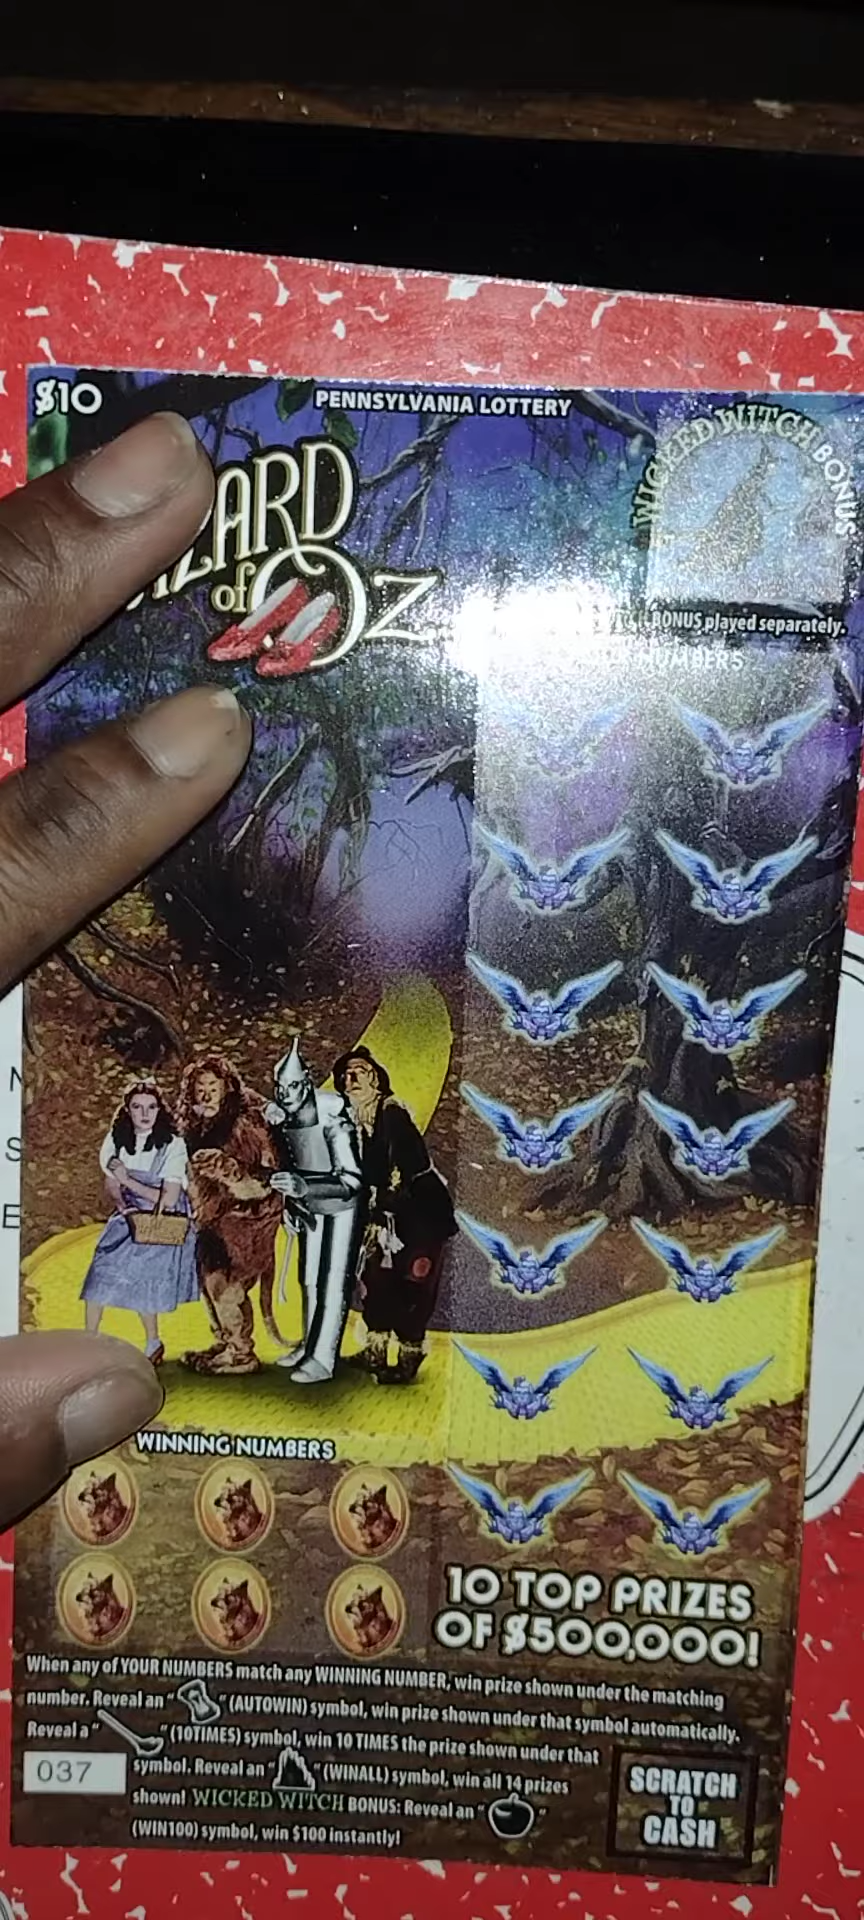 $10
PENNSYLVANIA LOTTERY
WIZARD
of OZ
WICKED WITCH BONUS
BONUS played separately.
NUMBERS
WINNING NUMBERS
10 TOP PRIZES
OF $500,000!
When any of YOUR NUMBERS match any WINNING NUMBER, win prize shown under the matching
number. Reveal an " " (AUTOWIN) symbol, win prize shown under that symbol automatically.
Reveal a " " (10TIMES) symbol, win 10 TIMES the prize shown under that
symbol. Reveal an " " (WINALL) symbol, win all 14 prizes
shown! WICKED WITCH BONUS: Reveal an " "
(WIN100) symbol, win $100 instantly!
037
SCRATCH
TO
CASH
N
S
E